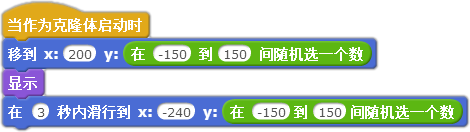 当作为克隆体启动时
移到 x: 200 y: 在 -150 到 150 间随机选一个数
显示
在 3 秒内滑行到 x: -240 y: 在 -150 到 150 间随机选一个数